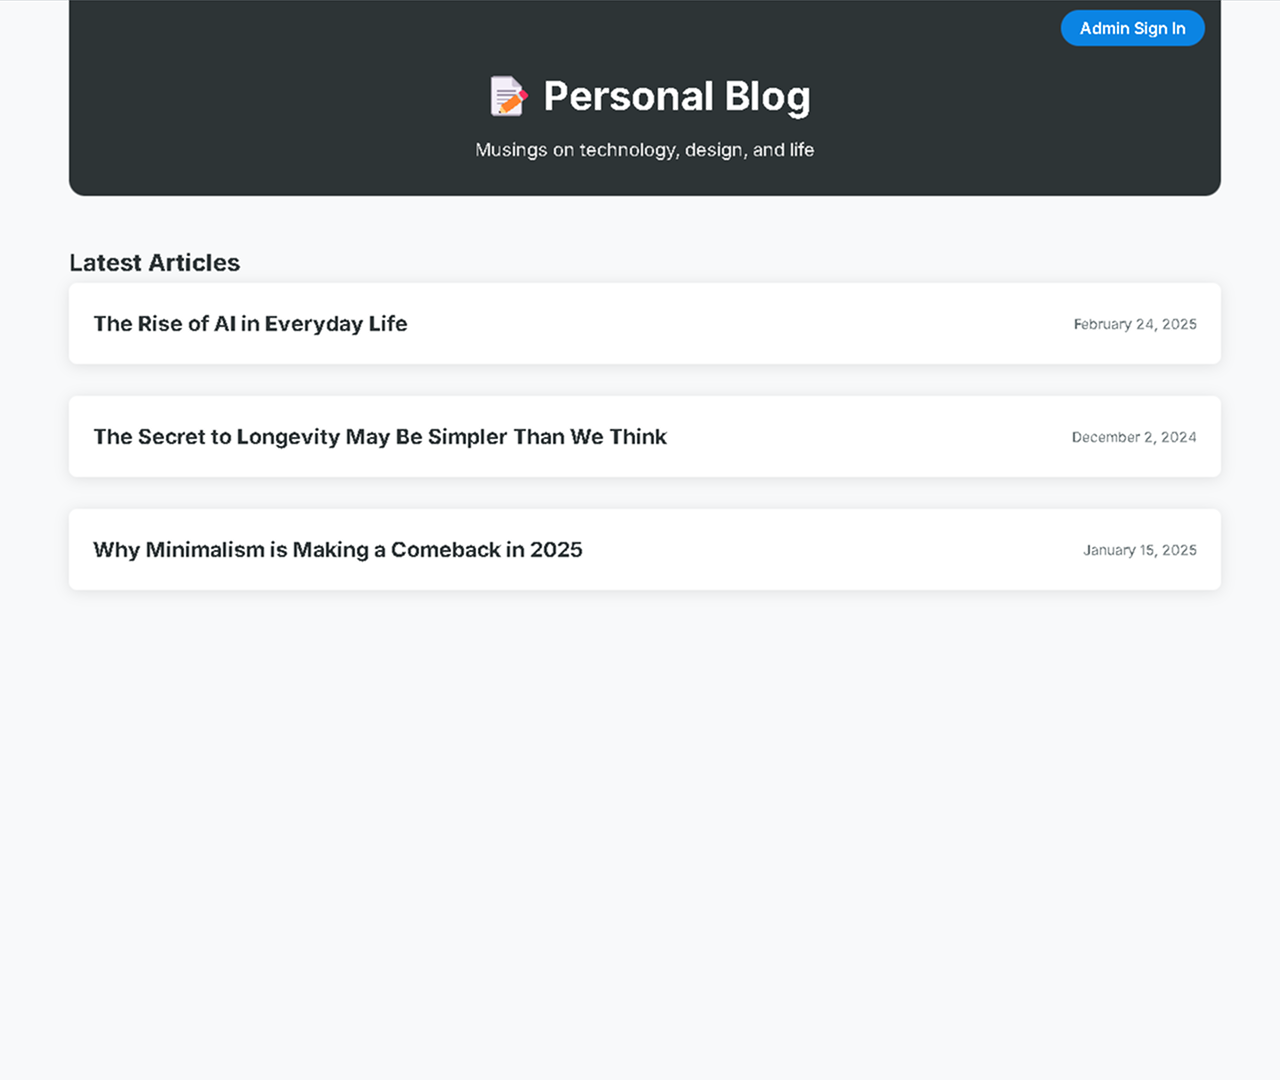 Admin Sign In
Personal Blog
Musings on technology, design, and life
Latest Articles
The Rise of AI in Everyday Life
February 24, 2025
The Secret to Longevity May Be Simpler Than We Think
December 2, 2024
Why Minimalism is Making a Comeback in 2025
January 15, 2025